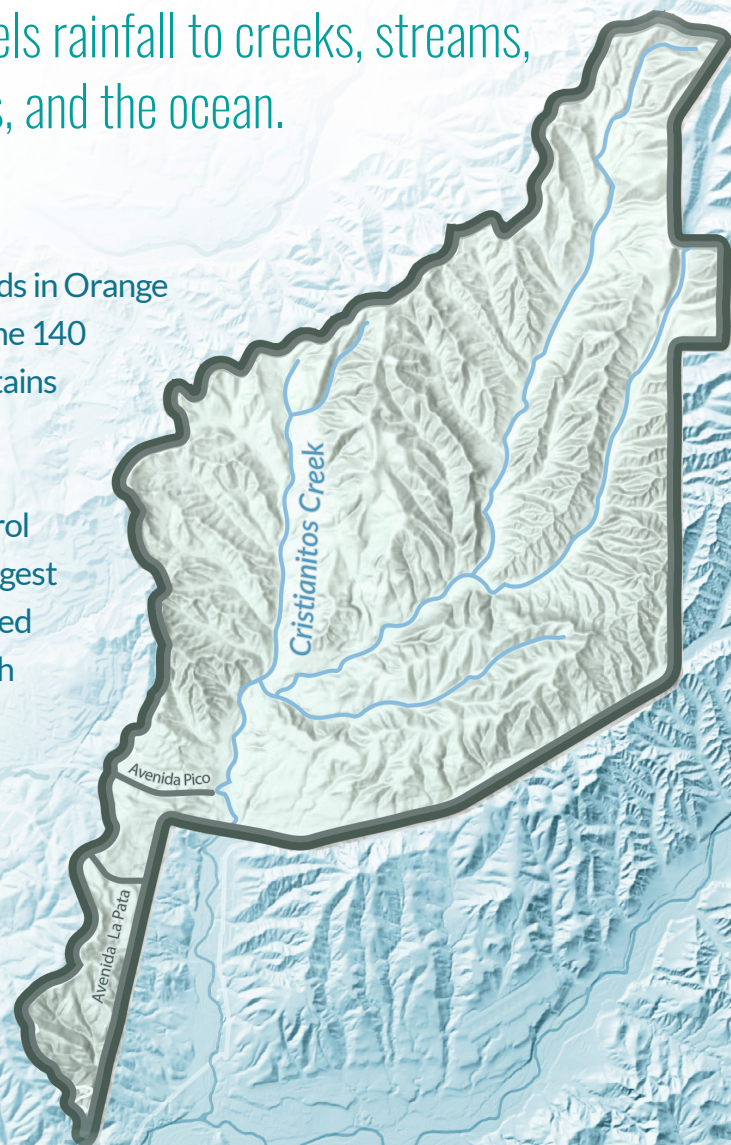 els rainfall to creeks, streams,
s, and the ocean.
ds in Orange
ne 140
tains
rol
gest
ed
h
Cristianitos Creek
Avenida Pico
Avenida La Pata